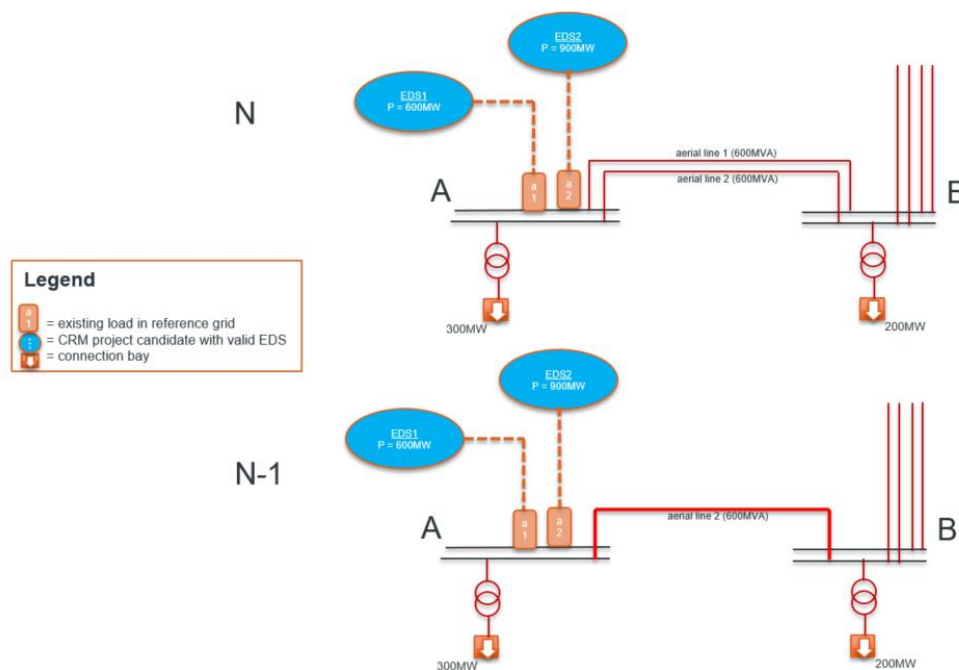 EDS2
P = 900MW
EDS1
P = 600MW
N
aerial line 1 (600MVA)
aerial line 2 (600MVA)
A
a
1
a
2
B
300MW
200MW
Legend
a
1
= existing load in reference grid
= CRM project candidate with valid EDS
= connection bay
EDS2
P = 900MW
EDS1
P = 600MW
N-1
aerial line 2 (600MVA)
A
a
1
a
2
B
300MW
200MW